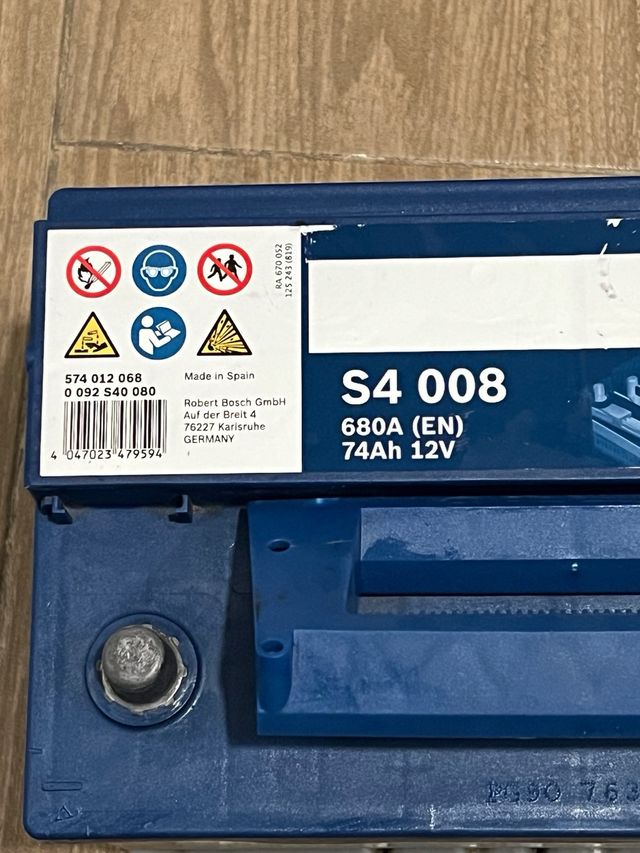 RA 670 052
125 243 (819)
574 012 068
0 092 S40 080
4 047023 479594
Made in Spain
Robert Bosch GmbH
Auf der Breit 4
76227 Karlsruhe
GERMANY
S4 008
680A (EN)
74Ah 12V